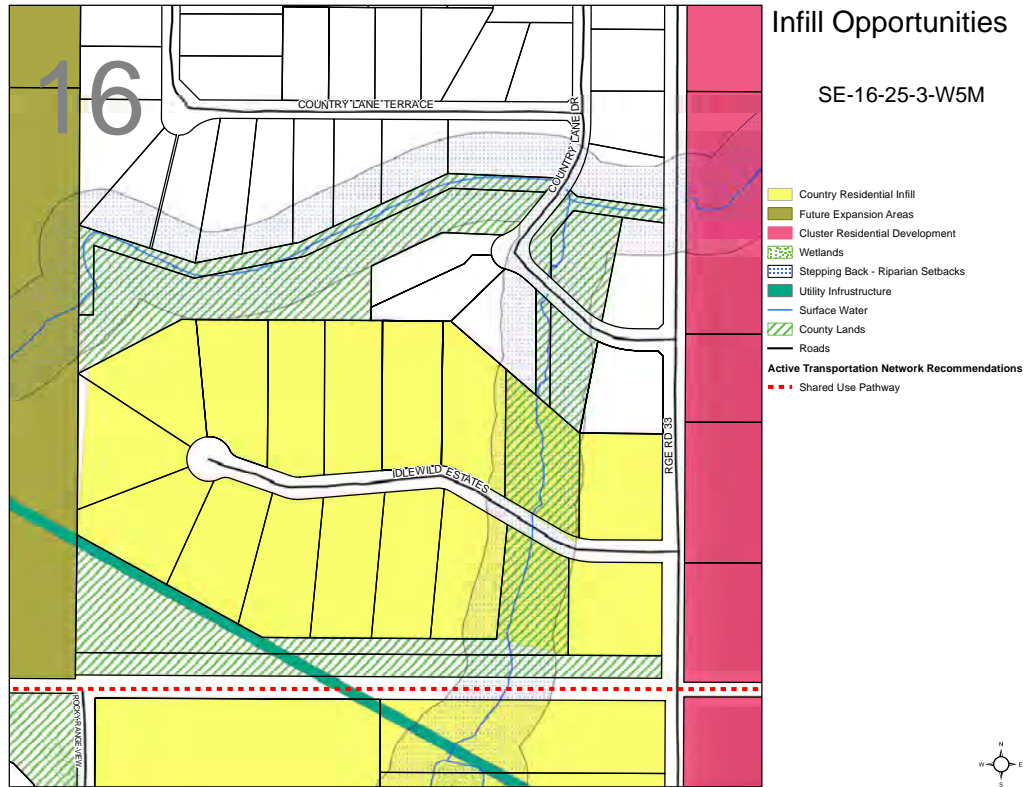 Infill Opportunities
SE-16-25-3-W5M
16
COUNTRY LANE TERRACE
COUNTRY LANE DR
IDLEWILD ESTATES
RGE RD 33
ROCKY RANGE VIEW
Country Residential Infill
Future Expansion Areas
Cluster Residential Development
Wetlands
Stepping Back - Riparian Setbacks
Utility Infrustructure
Surface Water
County Lands
Roads
Active Transportation Network Recommendations
Shared Use Pathway
N
W E
S